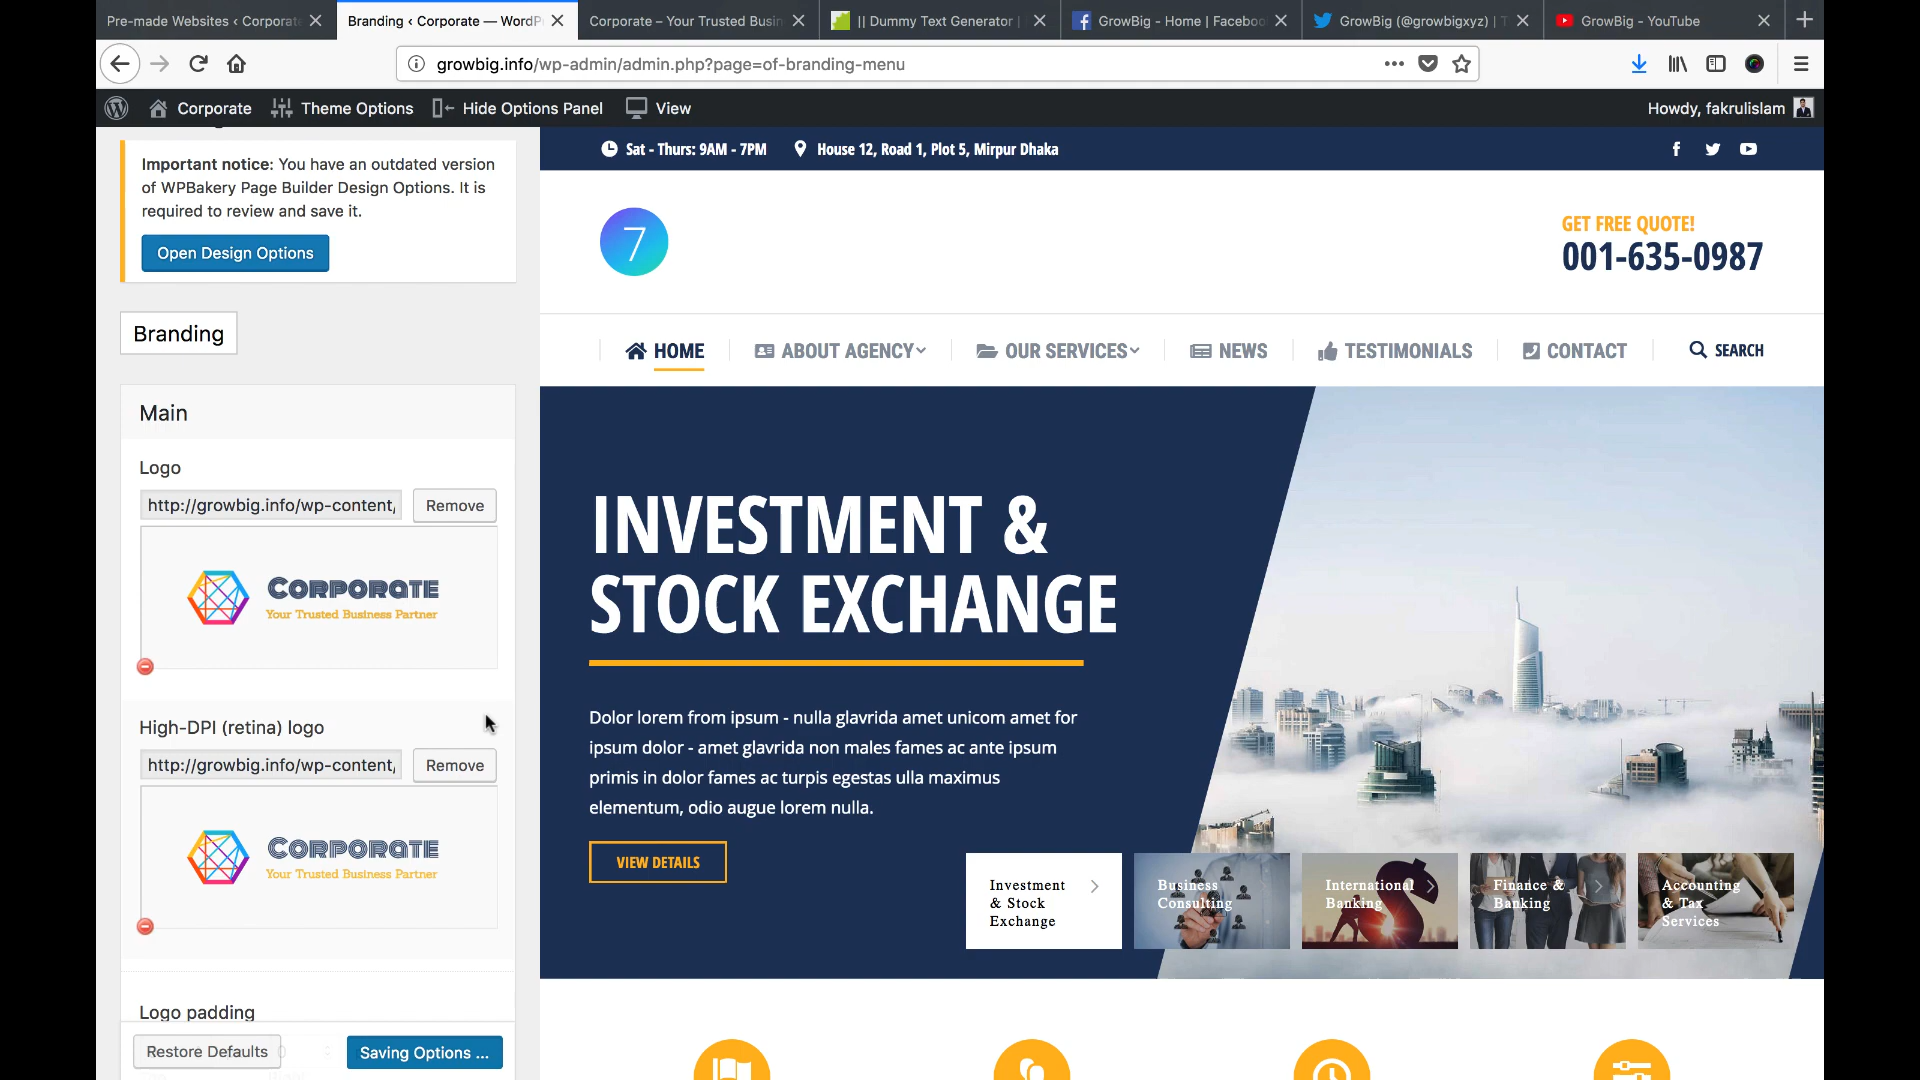 Pre-made Websites ‹ Corporat
Branding ‹ Corporate — WordP
Corporate – Your Trusted Busin
|| Dummy Text Generator |
GrowBig - Home | Faceboo
GrowBig (@growbigxyz) | T
GrowBig - YouTube
growbig.info/wp-admin/admin.php?page=of-branding-menu
Corporate
Theme Options
Hide Options Panel
View
Howdy, fakrulislam
Important notice: You have an outdated version
of WPBakery Page Builder Design Options. It is
required to review and save it.
Open Design Options
Branding
Main
Logo
http://growbig.info/wp-content/
Remove
Corporate
Your Trusted Business Partner
High-DPI (retina) logo
http://growbig.info/wp-content/
Remove
Corporate
Your Trusted Business Partner
Logo padding
Restore Defaults
Saving Options ...
Sat - Thurs: 9AM - 7PM
House 12, Road 1, Plot 5, Mirpur Dhaka
7
GET FREE QUOTE!
001-635-0987
HOME
ABOUT AGENCY
OUR SERVICES
NEWS
TESTIMONIALS
CONTACT
SEARCH
INVESTMENT &
STOCK EXCHANGE
Dolor lorem from ipsum - nulla glavrida amet unicom amet for
ipsum dolor - amet glavrida non males fames ac ante ipsum
primis in dolor fames ac turpis egestas ulla maximus
elementum, odio augue lorem nulla.
VIEW DETAILS
Investment
& Stock
Exchange
Business
Consulting
International
Banking
Finance &
Banking
Accounting
& Tax
Services